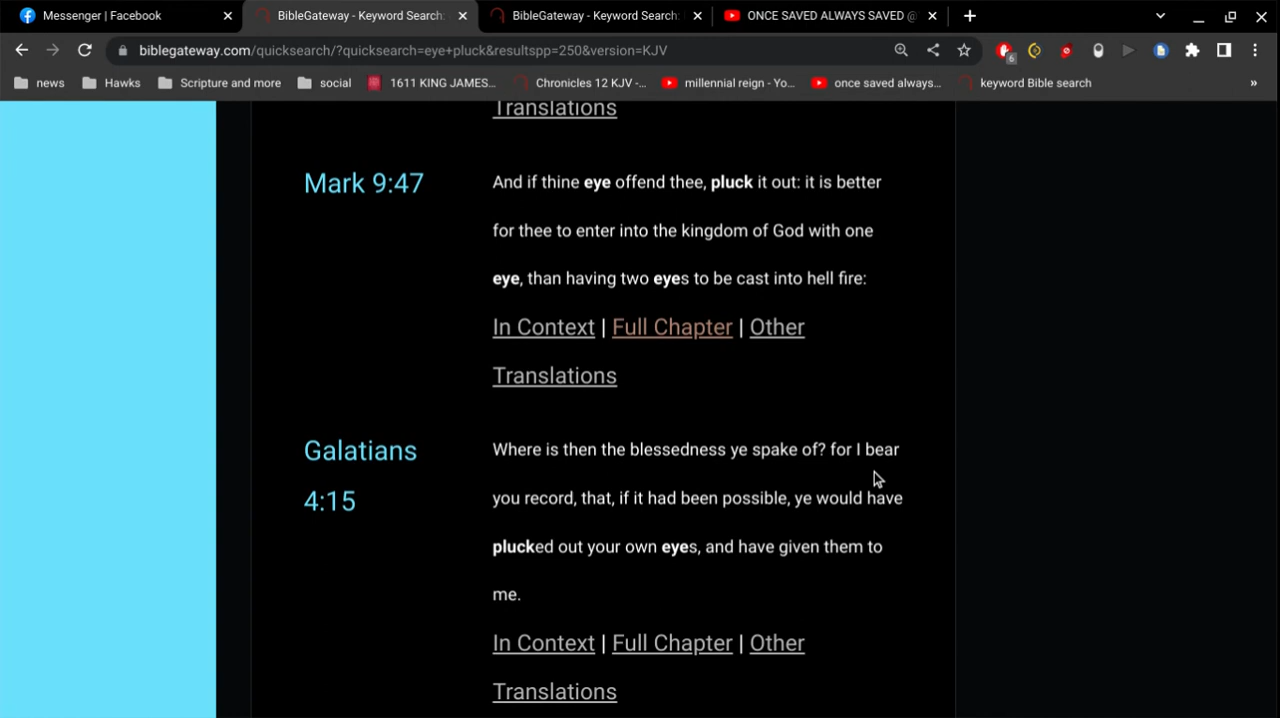 Messenger | Facebook
BibleGateway - Keyword Search:
BibleGateway - Keyword Search:
ONCE SAVED ALWAYS SAVED @
biblegateway.com/quicksearch/?quicksearch=eye+pluck&resultspp=250&version=KJV
6
news
Hawks
Scripture and more
social
1611 KING JAMES...
Chronicles 12 KJV -...
millennial reign - Yo...
once saved always...
keyword Bible search
»
Translations
Mark 9:47
And if thine eye offend thee, pluck it out: it is better
for thee to enter into the kingdom of God with one
eye, than having two eyes to be cast into hell fire:
In Context | Full Chapter | Other
Translations
Galatians
4:15
Where is then the blessedness ye spake of? for I bear
you record, that, if it had been possible, ye would have
plucked out your own eyes, and have given them to
me.
In Context | Full Chapter | Other
Translations